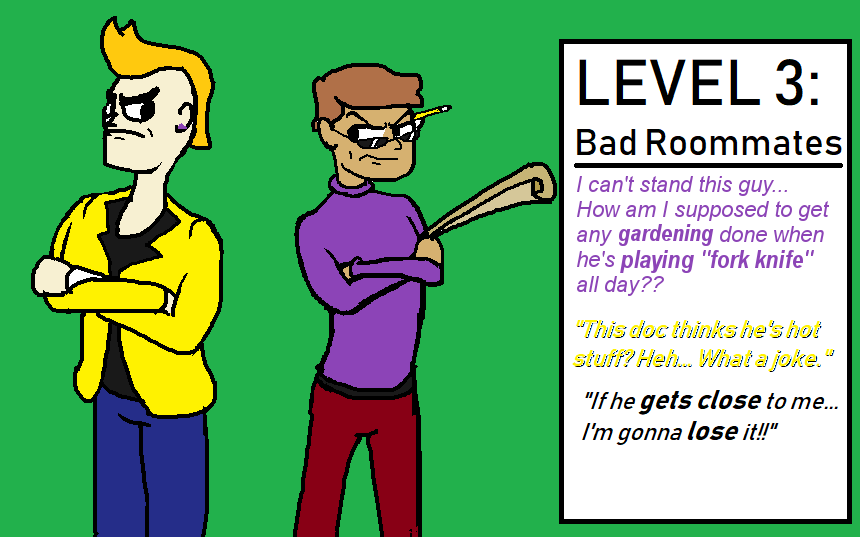 LEVEL 3:
Bad Roommates
I can't stand this guy...
How am I supposed to get
any gardening done when
he's playing "fork knife"
all day??
"This doc thinks he's hot
stuff? Heh... What a joke."
"If he gets close to me...
I'm gonna lose it!!"